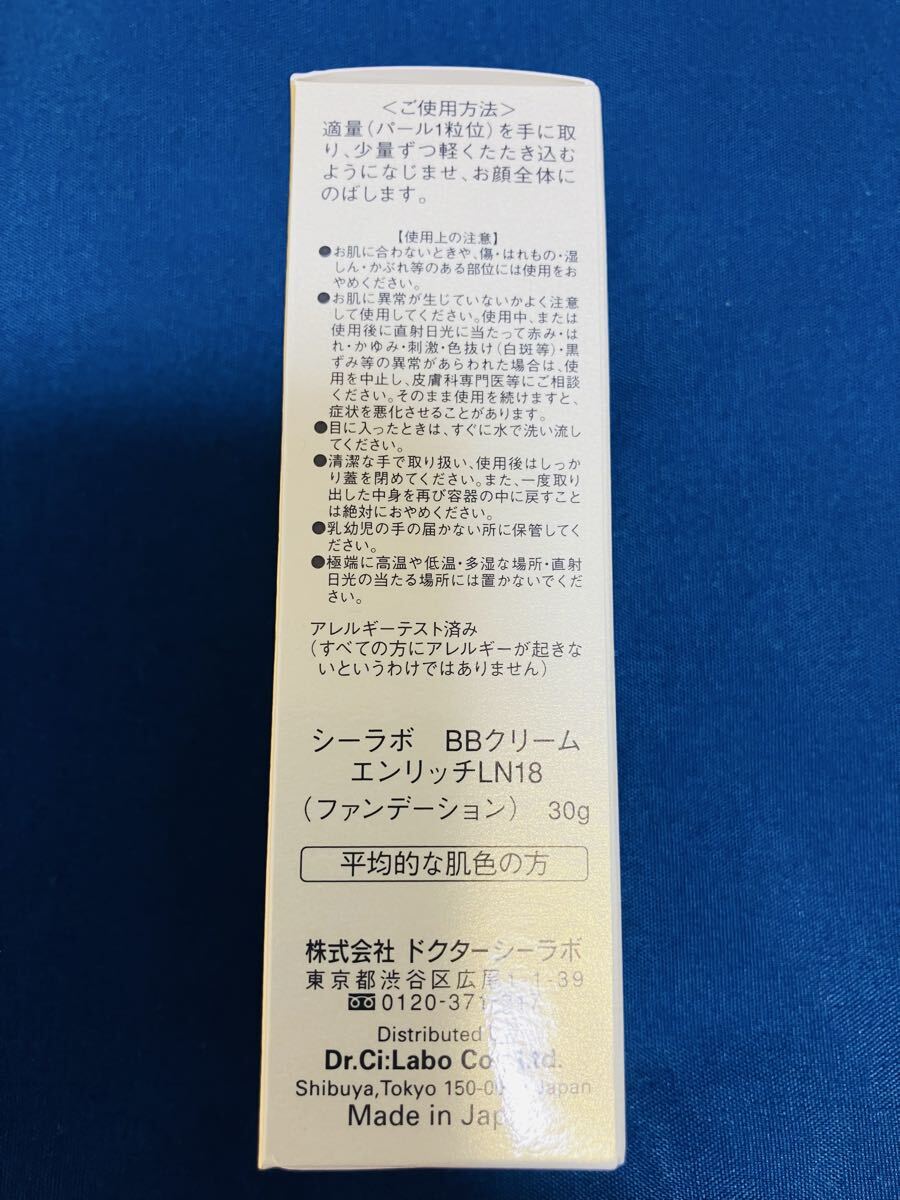 ＜ご使用方法＞
適量（パール1粒位）を手に取
り、少量ずつ軽くたたき込む
ようになじませ、お顔全体に
のばします。
【使用上の注意】
●お肌に合わないときや、傷・はれもの・湿
しん・かぶれ等のある部位には使用をお
やめください。
●お肌に異常が生じていないかよく注意
して使用してください。使用中、または
使用後に直射日光に当たって赤み・は
れ・かゆみ・刺激・色抜け（白斑等）・黒
ずみ等の異常があらわれた場合は、使
用を中止し、皮膚科専門医等にご相談
ください。そのまま使用を続けますと、
症状を悪化させることがあります。
●目に入ったときは、すぐに水で洗い流し
てください。
●清潔な手で取り扱い、使用後はしっか
り蓋を閉めてください。また、一度取り
出した中身を再び容器の中に戻すこと
は絶対におやめください。
●乳幼児の手の届かない所に保管してく
ださい。
●極端に高温や低温・多湿な場所・直射
日光の当たる場所には置かないでくだ
さい。
アレルギーテスト済み
（すべての方にアレルギーが起きな
いというわけではありません）
シーラボ　BBクリーム
エンリッチLN18
（ファンデーション）　30g
平均的な肌色の方
株式会社 ドクターシーラボ
東京都渋谷区広尾1-1-39
0120-371-217
Distributed
Dr.Ci:Labo Co., Ltd.
Shibuya,Tokyo Japan
Made in Japan